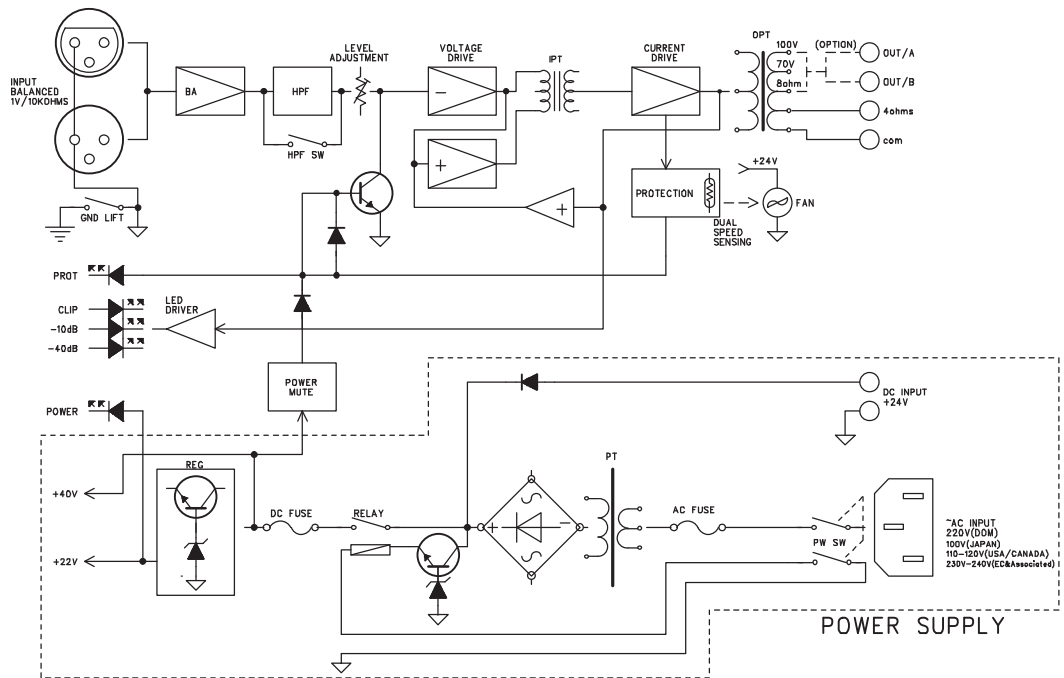 INPUT
BALANCED
1V/10KOHMS
GND LIFT
BA
HPF
HPF SW
LEVEL
ADJUSTMENT
VOLTAGE
DRIVE
−
+
+
IPT
CURRENT
DRIVE
OPT
100V
70V
8ohm
(OPTION)
OUT/A
OUT/B
4ohms
com
PROTECTION
DUAL
SPEED
SENSING
+24V
FAN
PROT
CLIP
-10dB
-40dB
LED
DRIVER
POWER
MUTE
POWER
DC INPUT
+24V
REG
+40V
+22V
DC FUSE
RELAY
+
−
PT
AC FUSE
PW SW
~AC INPUT
220V(DOM)
100V(JAPAN)
110-120V(USA/CANADA)
230V-240V(EC&Associated)
POWER SUPPLY